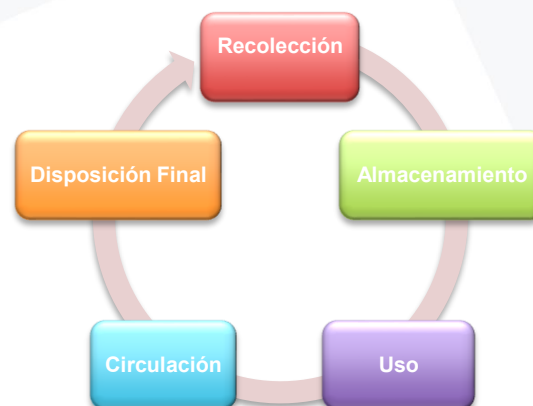 Recolección
Almacenamiento
Uso
Circulación
Disposición Final